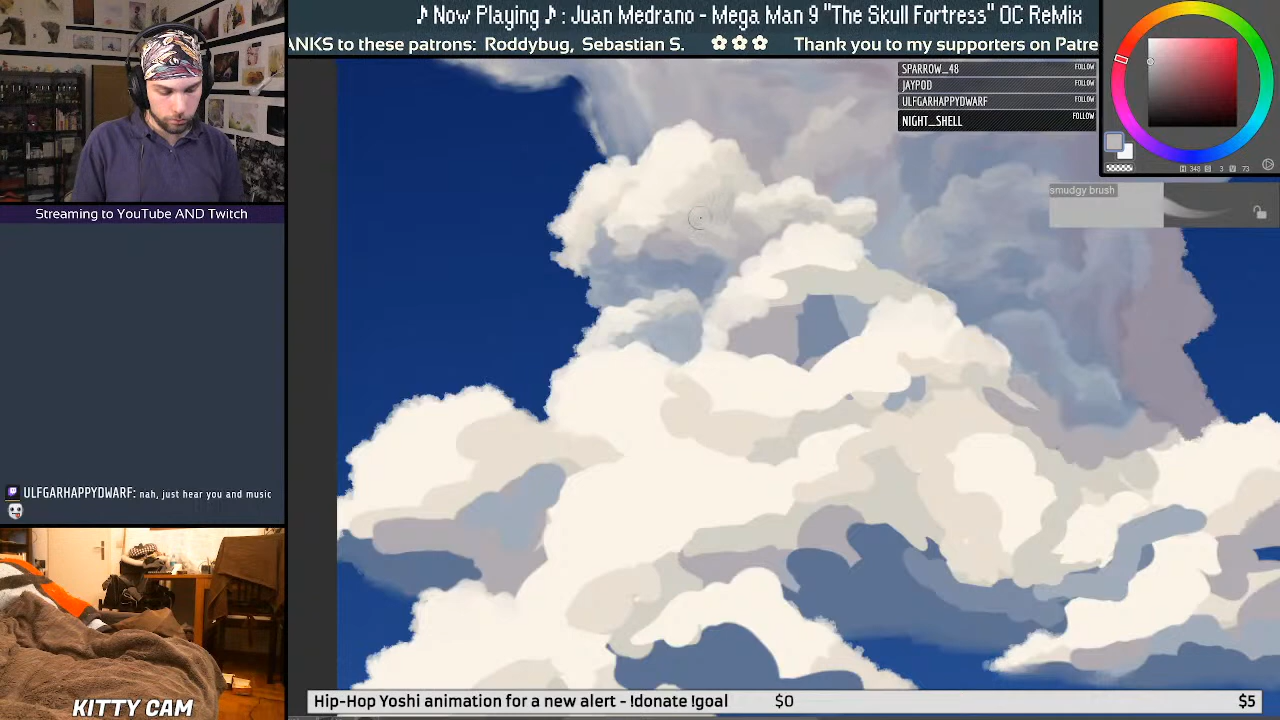 ♪ Now Playing ♪ : Juan Medrano - Mega Man 9 "The Skull Fortress" OC ReMix
ANKS to these patrons: Roddybug, Sebastian S. ✿ ✿ ✿ Thank you to my supporters on Patre
SPARROW_48 FOLLOW
JAYPOD FOLLOW
ULFGARHAPPYDWARF FOLLOW
NIGHT_SHELL FOLLOW
H 348 S 3 V 73
smudgy brush
Streaming to YouTube AND Twitch
ULFGARHAPPYDWARF: nah, just hear you and music
KITTY CAM
Hip-Hop Yoshi animation for a new alert - !donate !goal $0 $5